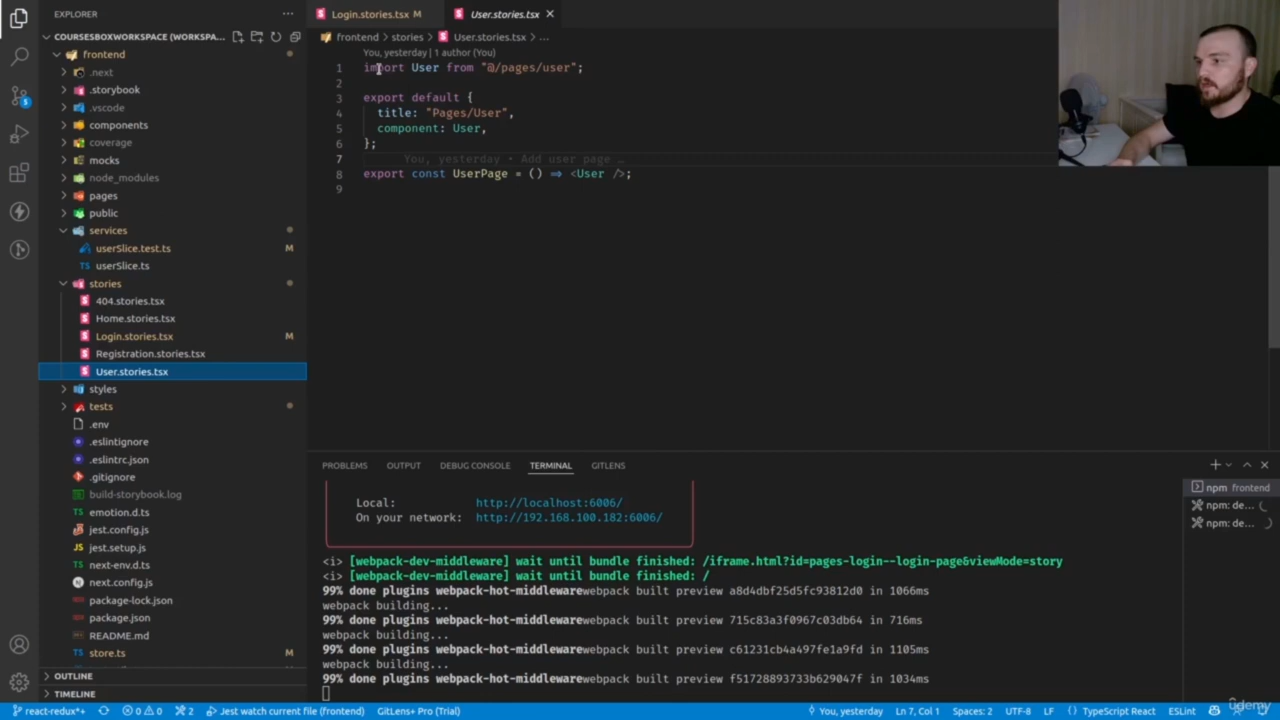 EXPLORER
COURSESBOXWORKSPACE (WORKSPA...
frontend
.next
.storybook
.vscode
components
coverage
mocks
node_modules
pages
public
services
userSlice.test.ts M
userSlice.ts
stories
404.stories.tsx
Home.stories.tsx
Login.stories.tsx M
Registration.stories.tsx
User.stories.tsx
styles
tests
.env
.eslintignore
.eslintrc.json
.gitignore
build-storybook.log
emotion.d.ts
jest.config.js
jest.setup.js
next-env.d.ts
next.config.js
package-lock.json
package.json
README.md
store.ts M
OUTLINE
TIMELINE
Login.stories.tsx M
User.stories.tsx
frontend > stories > User.stories.tsx > ...
You, yesterday | 1 author (You)
1 import User from "@/pages/user";
2
3 export default {
4 title: "Pages/User",
5 component: User,
6 };
7 You, yesterday • Add user page …
8 export const UserPage = () => <User />;
9
PROBLEMS OUTPUT DEBUG CONSOLE TERMINAL GITLENS
Local: http://localhost:6006/
On your network: http://192.168.100.182:6006/
<i> [webpack-dev-middleware] wait until bundle finished: /iframe.html?id=pages-login--login-page&viewMode=story
<i> [webpack-dev-middleware] wait until bundle finished: /
99% done plugins webpack-hot-middlewarewebpack built preview a8d4dbf25d5fc93812d0 in 1066ms
webpack building...
99% done plugins webpack-hot-middlewarewebpack built preview 715c83a3f0967c03db64 in 716ms
webpack building...
99% done plugins webpack-hot-middlewarewebpack built preview c61231cb4a497fe1a9fd in 1105ms
webpack building...
99% done plugins webpack-hot-middlewarewebpack built preview f51728893733b629047f in 1034ms
npm frontend
npm: de...
npm: de...
react-redux*+ 0 0 2 Jest watch current file (frontend) GitLens+ Pro (Trial) You, yesterday Ln 7, Col 1 Spaces: 2 UTF-8 LF TypeScript React ESLint
5
udemy